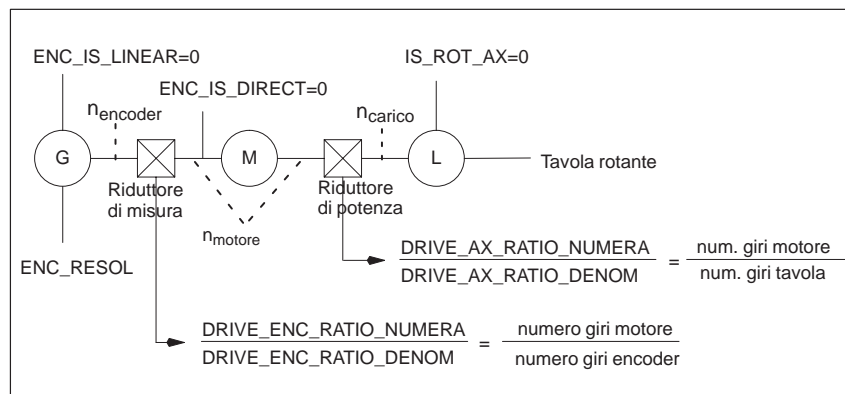 ENC_IS_LINEAR=0
IS_ROT_AX=0
ENC_IS_DIRECT=0
nencoder
ncarico
G
M
L
Tavola rotante
Riduttore
di misura
Riduttore
di potenza
nmotore
ENC_RESOL
DRIVE_AX_RATIO_NUMERA
DRIVE_AX_RATIO_DENOM
=
num. giri motore
num. giri tavola
DRIVE_ENC_RATIO_NUMERA
DRIVE_ENC_RATIO_DENOM
=
numero giri motore
numero giri encoder